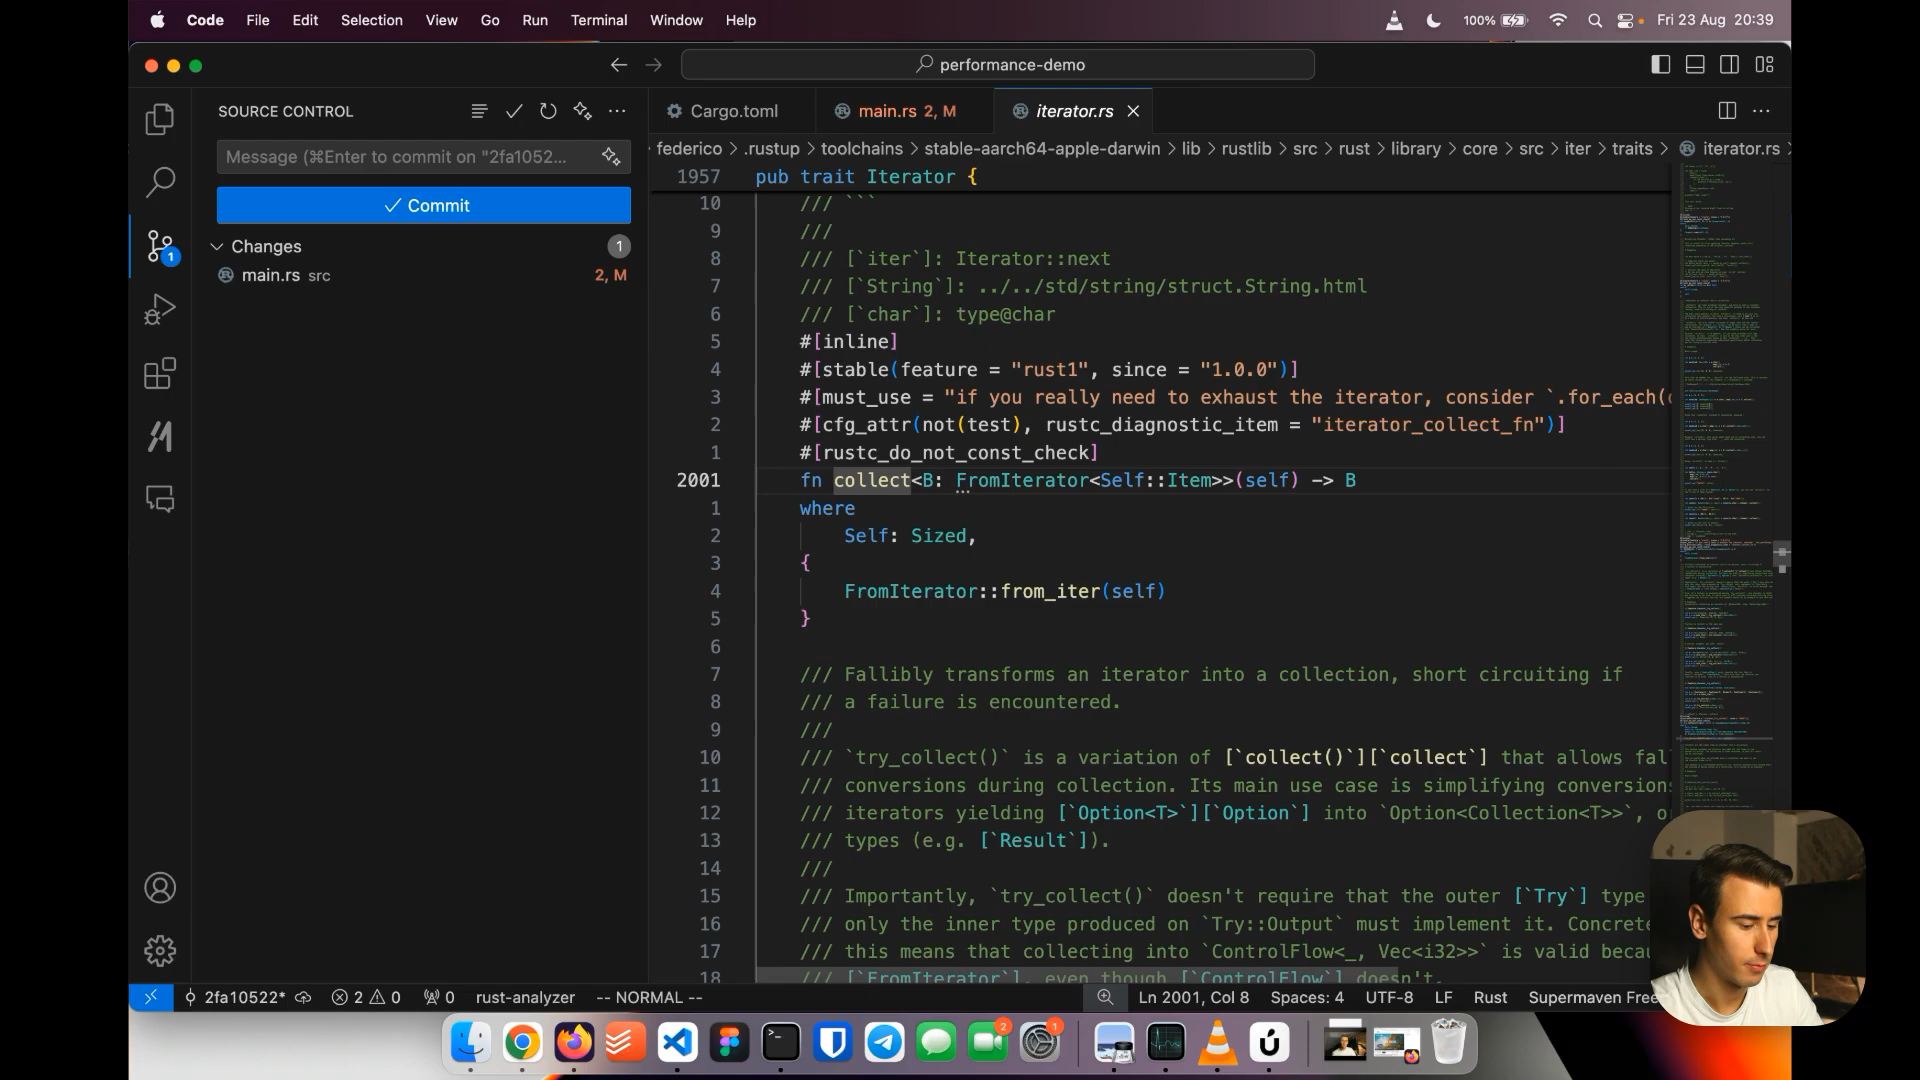 Code File Edit Selection View Go Run Terminal Window Help 100% Fri 23 Aug 20:39
performance-demo
SOURCE CONTROL
Message (⌘Enter to commit on "2fa1052...
Commit
Changes 1
main.rs src 2, M
1
Cargo.toml main.rs 2, M iterator.rs
federico > .rustup > toolchains > stable-aarch64-apple-darwin > lib > rustlib > src > rust > library > core > src > iter > traits > iterator.rs >
1957 pub trait Iterator {
10 /// ```
9 ///
8 /// [`iter`]: Iterator::next
7 /// [`String`]: ../../std/string/struct.String.html
6 /// [`char`]: type@char
5 #[inline]
4 #[stable(feature = "rust1", since = "1.0.0")]
3 #[must_use = "if you really need to exhaust the iterator, consider `.for_each(
2 #[cfg_attr(not(test), rustc_diagnostic_item = "iterator_collect_fn")]
1 #[rustc_do_not_const_check]
2001 fn collect<B: FromIterator<Self::Item>>(self) -> B
1 where
2 Self: Sized,
3 {
4 FromIterator::from_iter(self)
5 }
6
7 /// Fallibly transforms an iterator into a collection, short circuiting if
8 /// a failure is encountered.
9 ///
10 /// `try_collect()` is a variation of [`collect()`][`collect`] that allows fal
11 /// conversions during collection. Its main use case is simplifying conversions
12 /// iterators yielding [`Option<T>`][`Option`] into `Option<Collection<T>>`, o
13 /// types (e.g. [`Result`]).
14 ///
15 /// Importantly, `try_collect()` doesn't require that the outer [`Try`] type
16 /// only the inner type produced on `Try::Output` must implement it. Concrete
17 /// this means that collecting into `ControlFlow<_, Vec<i32>>` is valid becau
18 /// [`FromIterator`], even though [`ControlFlow`] doesn't.
2fa10522* 2 0 0 rust-analyzer -- NORMAL -- Ln 2001, Col 8 Spaces: 4 UTF-8 LF Rust Supermaven Free
2 1